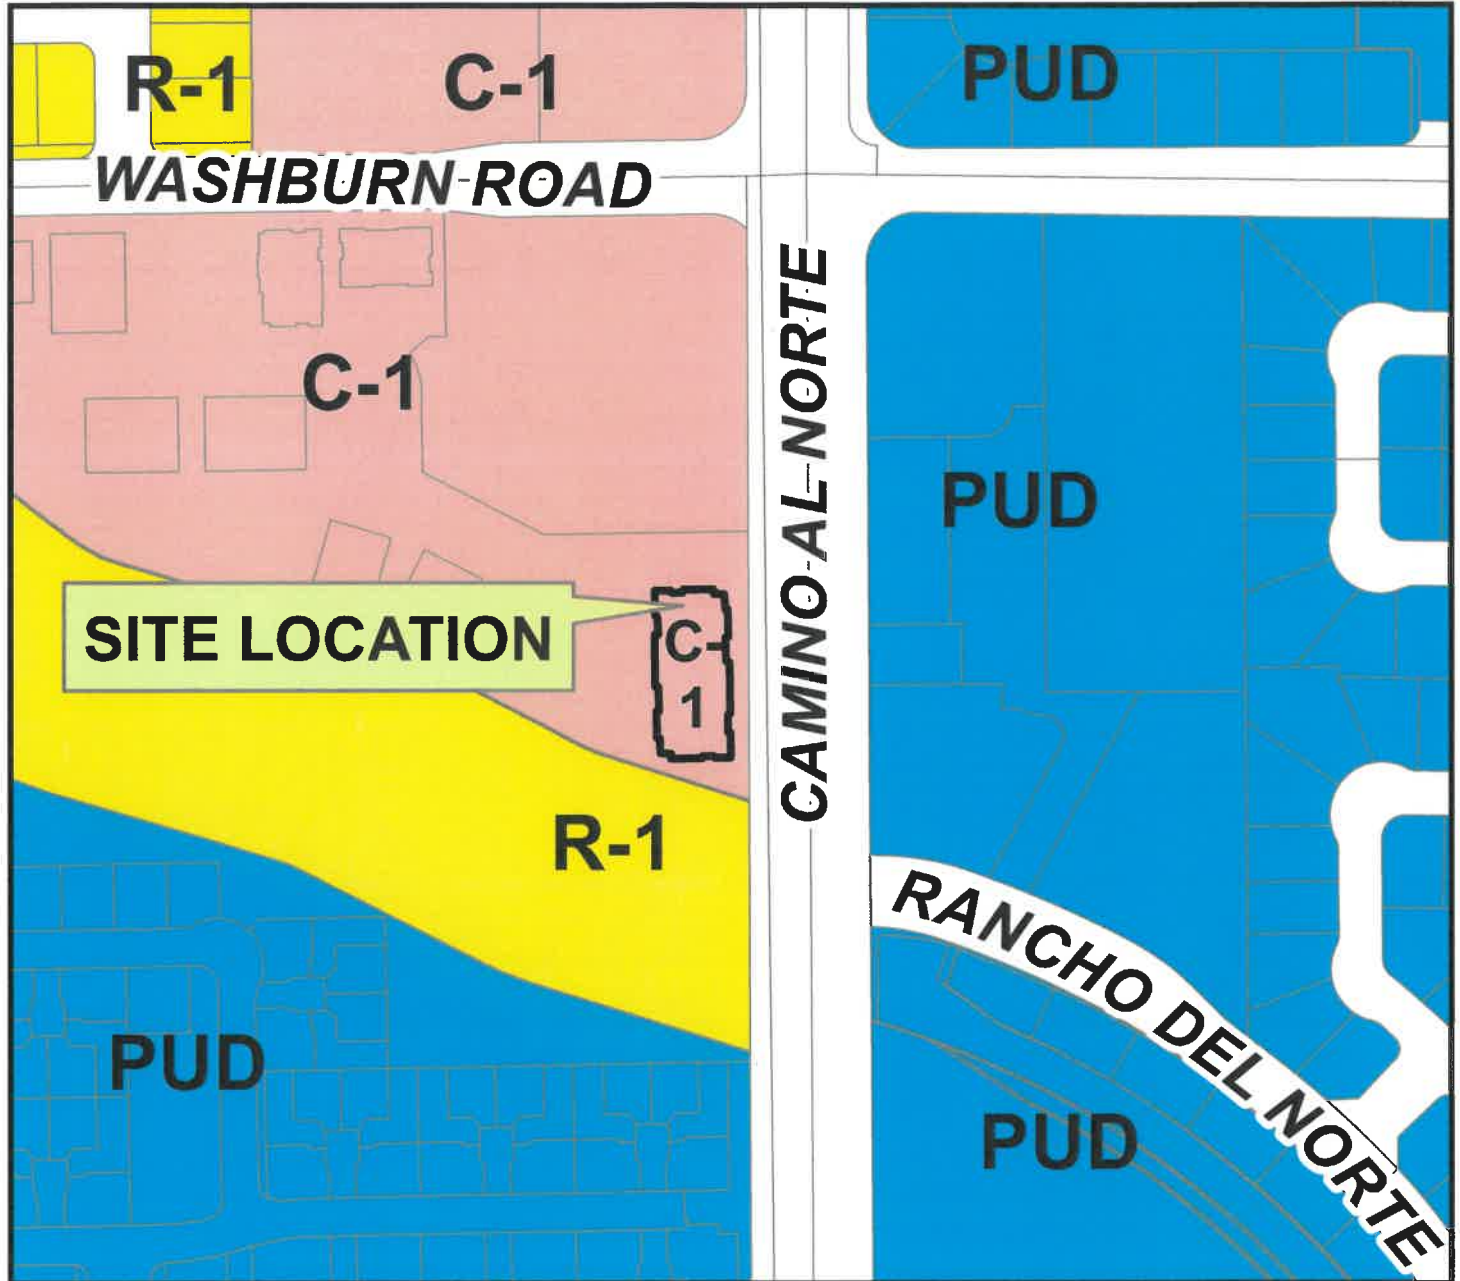 R-1
C-1
PUD
WASHBURN ROAD
C-1
CAMINO AL NORTE
PUD
SITE LOCATION
C-
1
R-1
RANCHO DEL NORTE
PUD
PUD